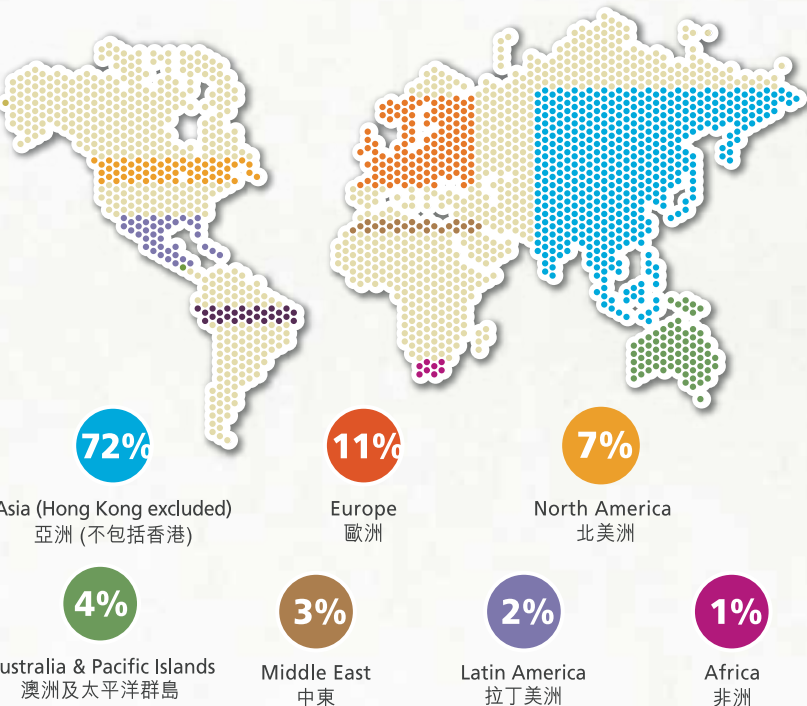 72%
11%
7%
Asia (Hong Kong excluded)
亞洲 (不包括香港)
Europe
歐洲
North America
北美洲
4%
3%
2%
1%
Australia & Pacific Islands
澳洲及太平洋群島
Middle East
中東
Latin America
拉丁美洲
Africa
非洲